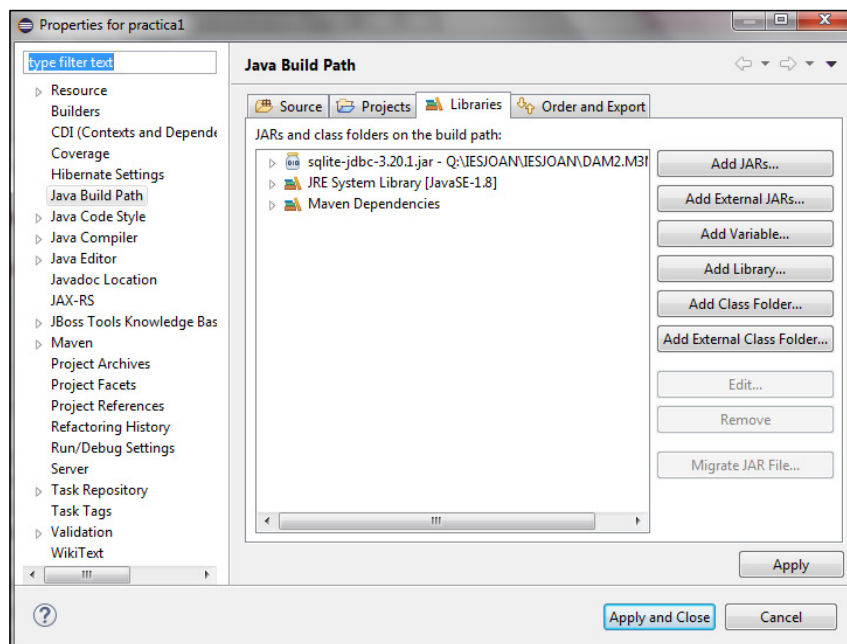 Properties for practica1
type filter text
Resource
Builders
CDI (Contexts and Depende
Coverage
Hibernate Settings
Java Build Path
Java Code Style
Java Compiler
Java Editor
Javadoc Location
JAX-RS
JBoss Tools Knowledge Bas
Maven
Project Archives
Project Facets
Project References
Refactoring History
Run/Debug Settings
Server
Task Repository
Task Tags
Validation
WikiText
Java Build Path
Source Projects Libraries Order and Export
JARs and class folders on the build path:
sqlite-jdbc-3.20.1.jar - Q:\IESJOAN\IESJOAN\DAM2.M3
JRE System Library [JavaSE-1.8]
Maven Dependencies
Add JARs...
Add External JARs...
Add Variable...
Add Library...
Add Class Folder...
Add External Class Folder...
Edit...
Remove
Migrate JAR File...
Apply
Apply and Close Cancel